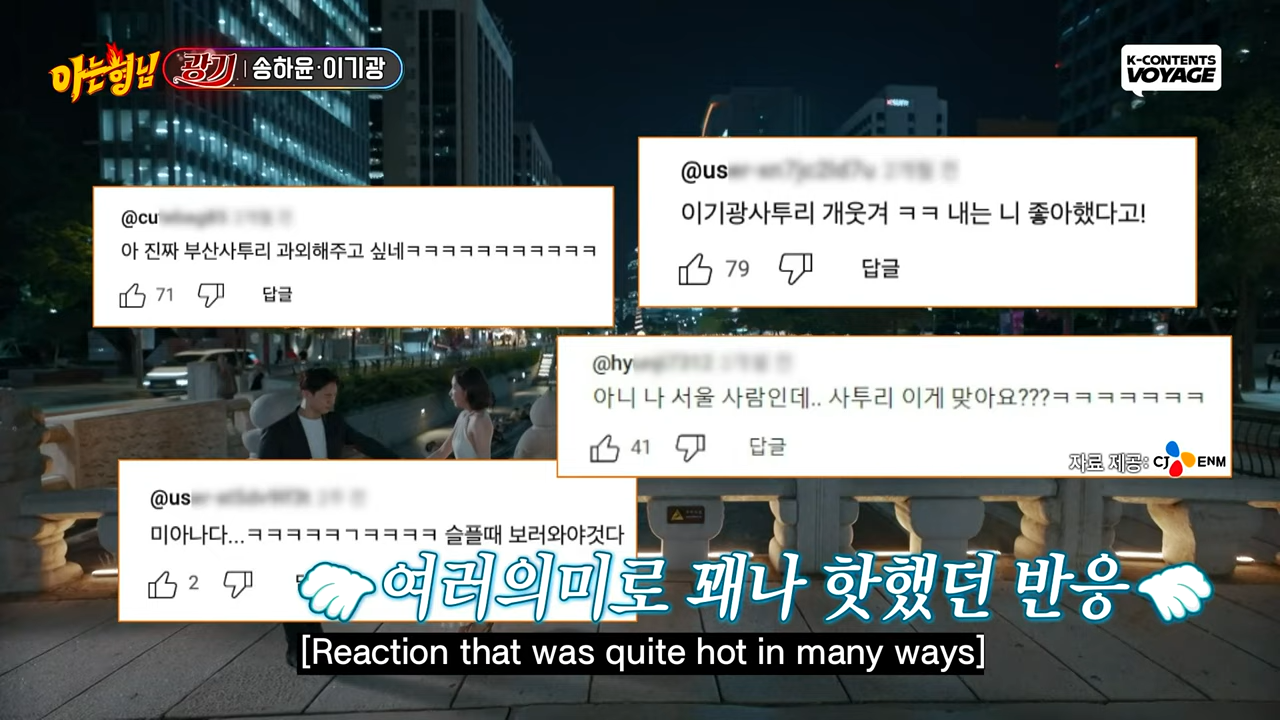 아는형님 광기 | 송하윤·이기광
K-CONTENTS
VOYAGE
@us
이기광사투리 개웃겨 ㅋㅋ 내는 니 좋아했다고!
79 답글
@cu
아 진짜 부산사투리 과외해주고 싶네ㅋㅋㅋㅋㅋㅋㅋㅋㅋㅋㅋ
71 답글
@hy
아니 나 서울 사람인데.. 사투리 이게 맞아요???ㅋㅋㅋㅋㅋㅋㅋ
41 답글
자료 제공: CJ ENM
@us
미아나다...ㅋㅋㅋㅋㅋㄱㅋㅋㅋㅋ 슬플때 보러와야것다
2
여러의미로 꽤나 핫했던 반응
[Reaction that was quite hot in many ways]